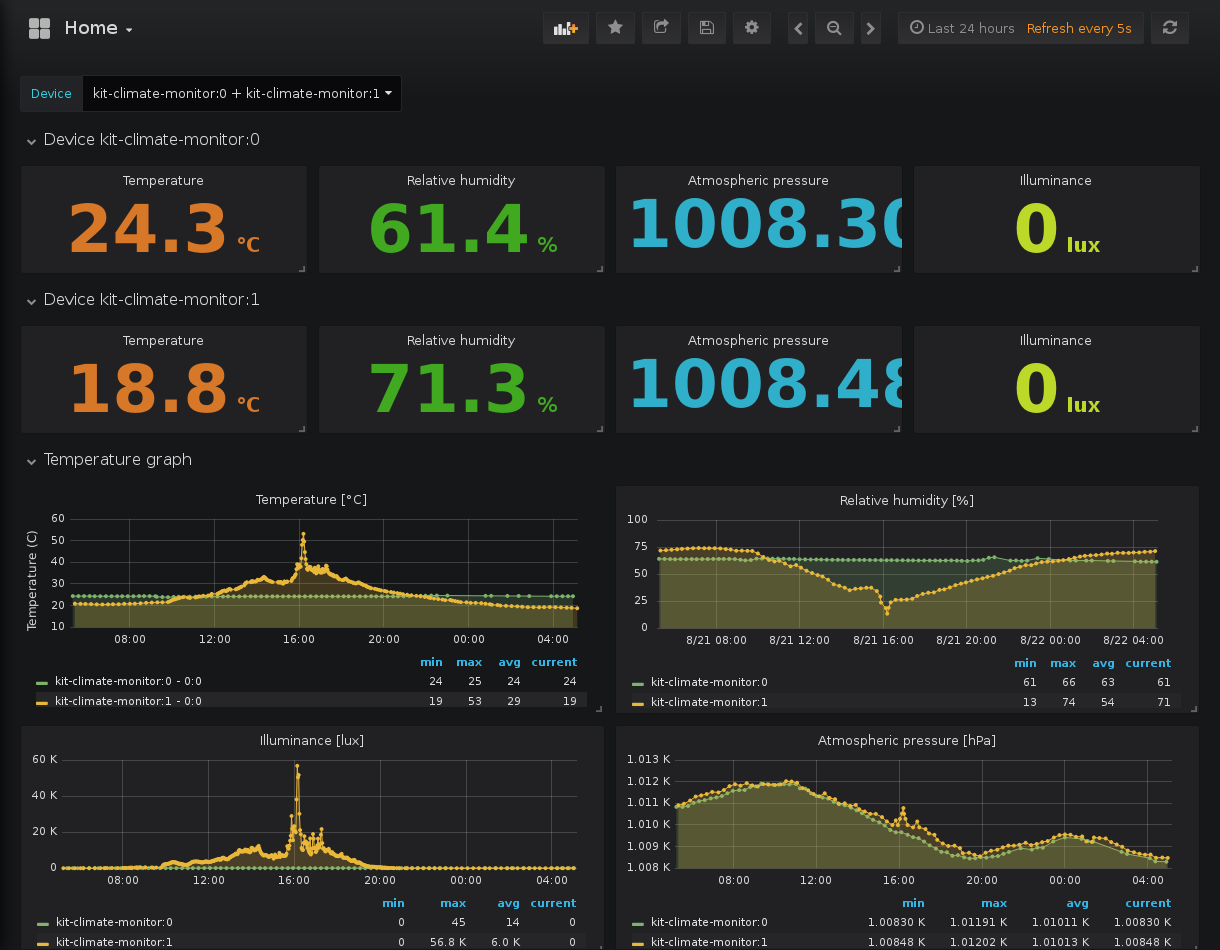 Home
Last 24 hours Refresh every 5s
Device kit-climate-monitor:0 + kit-climate-monitor:1
Device kit-climate-monitor:0
Temperature
24.3 °C
Relative humidity
61.4 %
Atmospheric pressure
1008.30
Illuminance
0 lux
Device kit-climate-monitor:1
Temperature
18.8 °C
Relative humidity
71.3 %
Atmospheric pressure
1008.48
Illuminance
0 lux
Temperature graph
Temperature [°C]
Temperature (C)
60
50
40
30
20
10
08:00 12:00 16:00 20:00 00:00 04:00
min max avg current
kit-climate-monitor:0 - 0:0 24 25 24 24
kit-climate-monitor:1 - 0:0 19 53 29 19
Relative humidity [%]
100
75
50
25
0
8/21 08:00 8/21 12:00 8/21 16:00 8/21 20:00 8/22 00:00 8/22 04:00
min max avg current
kit-climate-monitor:0 61 66 63 61
kit-climate-monitor:1 13 74 54 71
Illuminance [lux]
60 K
40 K
20 K
0
08:00 12:00 16:00 20:00 00:00 04:00
min max avg current
kit-climate-monitor:0 0 45 14 0
kit-climate-monitor:1 0 56.8 K 6.0 K 0
Atmospheric pressure [hPa]
1.013 K
1.012 K
1.011 K
1.010 K
1.009 K
1.008 K
08:00 12:00 16:00 20:00 00:00 04:00
min max avg current
kit-climate-monitor:0 1.00830 K 1.01191 K 1.01011 K 1.00830 K
kit-climate-monitor:1 1.00848 K 1.01202 K 1.01013 K 1.00848 K